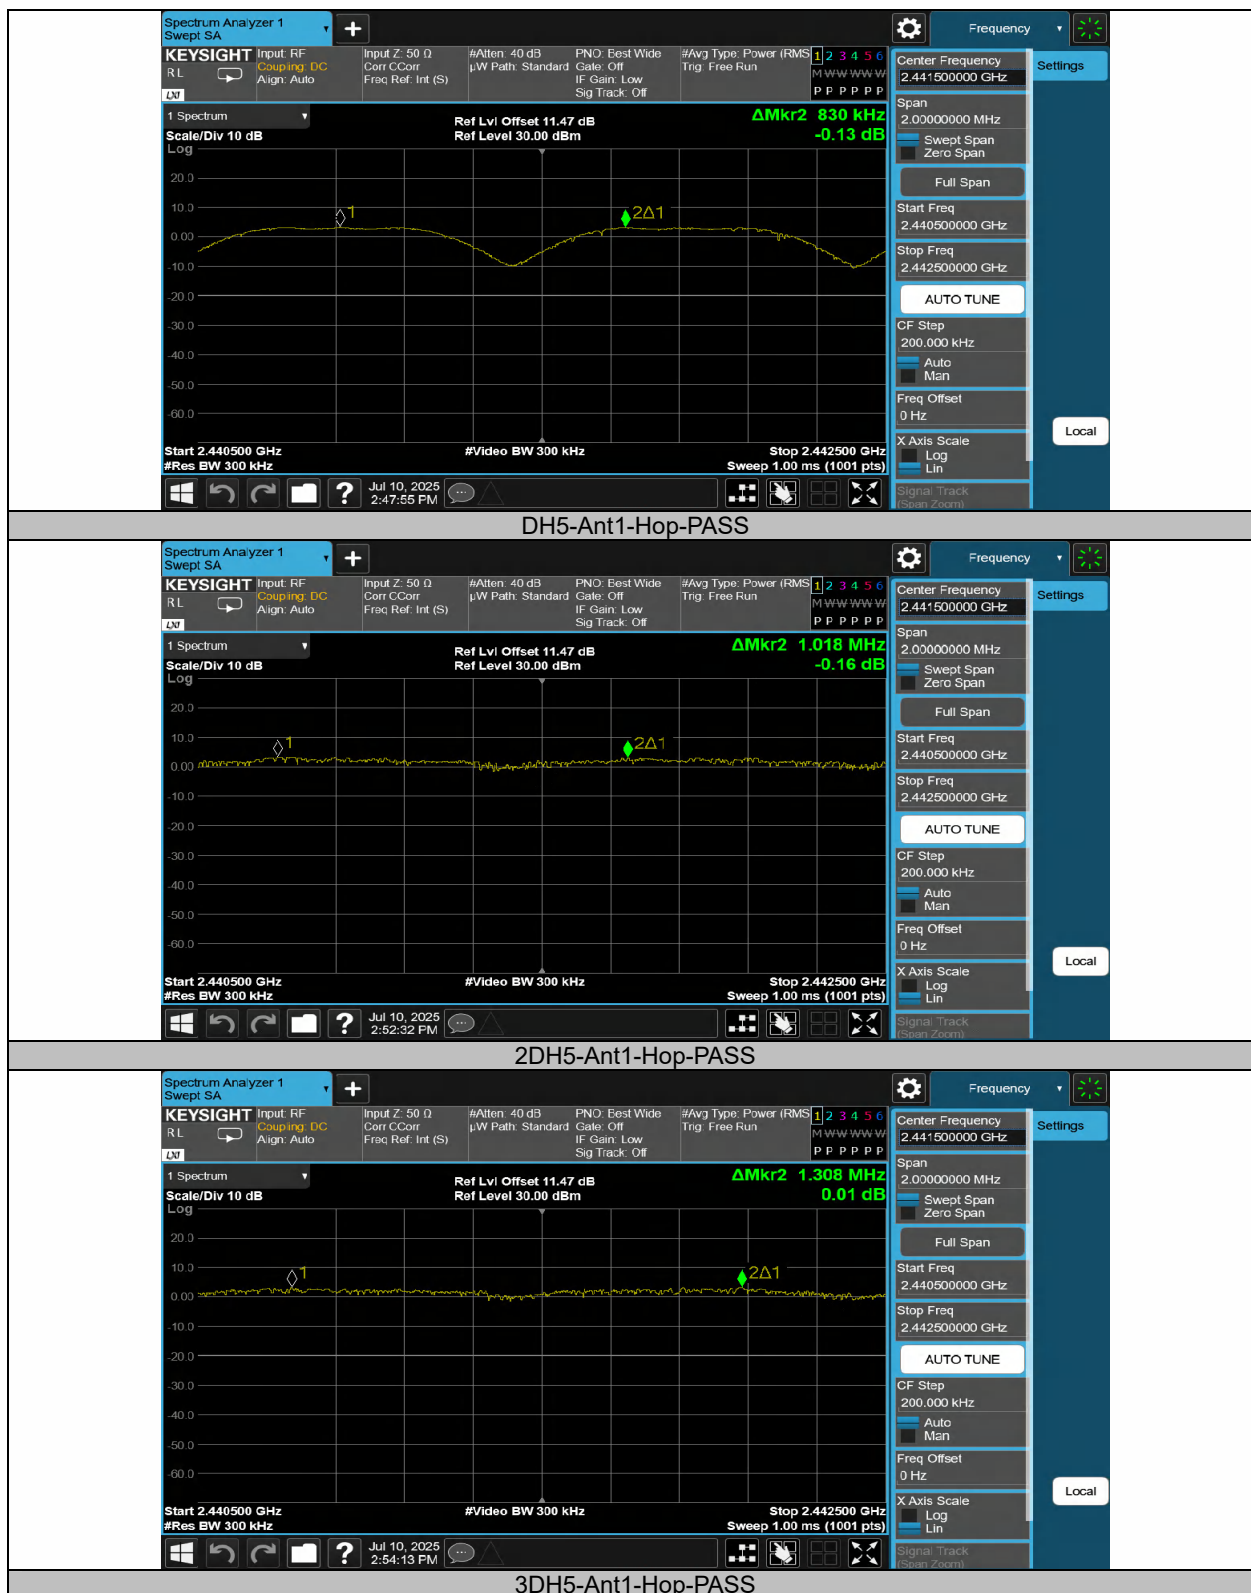 Spectrum Analyzer 1
Swept SA
Frequency
KEYSIGHT
RL
LXI
Input: RF
Coupling: DC
Align: Auto
Input Z: 50 Ω
Corr CCorr
Freq Ref: Int (S)
#Atten: 40 dB
µW Path: Standard
PNO: Best Wide
Gate: Off
IF Gain: Low
Sig Track: Off
#Avg Type: Power (RMS
Trig: Free Run
1 2 3 4 5 6
M W W W W W
P P P P P P
Center Frequency
2.441500000 GHz
Settings
Span
2.00000000 MHz
Swept Span
Zero Span
Full Span
Start Freq
2.440500000 GHz
Stop Freq
2.442500000 GHz
AUTO TUNE
CF Step
200.000 kHz
Auto
Man
Freq Offset
0 Hz
X Axis Scale
Log
Lin
Signal Track
(Span Zoom)
Local
1 Spectrum
Scale/Div 10 dB
Log
Ref Lvl Offset 11.47 dB
Ref Level 30.00 dBm
ΔMkr2 830 kHz
-0.13 dB
20.0
10.0
0.00
-10.0
-20.0
-30.0
-40.0
-50.0
-60.0
1
2Δ1
Start 2.440500 GHz
#Res BW 300 kHz
#Video BW 300 kHz
Stop 2.442500 GHz
Sweep 1.00 ms (1001 pts)
?
Jul 10, 2025
2:47:55 PM
DH5-Ant1-Hop-PASS
Spectrum Analyzer 1
Swept SA
Frequency
KEYSIGHT
RL
LXI
Input: RF
Coupling: DC
Align: Auto
Input Z: 50 Ω
Corr CCorr
Freq Ref: Int (S)
#Atten: 40 dB
µW Path: Standard
PNO: Best Wide
Gate: Off
IF Gain: Low
Sig Track: Off
#Avg Type: Power (RMS
Trig: Free Run
1 2 3 4 5 6
M W W W W W
P P P P P P
Center Frequency
2.441500000 GHz
Settings
Span
2.00000000 MHz
Swept Span
Zero Span
Full Span
Start Freq
2.440500000 GHz
Stop Freq
2.442500000 GHz
AUTO TUNE
CF Step
200.000 kHz
Auto
Man
Freq Offset
0 Hz
X Axis Scale
Log
Lin
Signal Track
(Span Zoom)
Local
1 Spectrum
Scale/Div 10 dB
Log
Ref Lvl Offset 11.47 dB
Ref Level 30.00 dBm
ΔMkr2 1.018 MHz
-0.16 dB
20.0
10.0
0.00
-10.0
-20.0
-30.0
-40.0
-50.0
-60.0
1
2Δ1
Start 2.440500 GHz
#Res BW 300 kHz
#Video BW 300 kHz
Stop 2.442500 GHz
Sweep 1.00 ms (1001 pts)
?
Jul 10, 2025
2:52:32 PM
2DH5-Ant1-Hop-PASS
Spectrum Analyzer 1
Swept SA
Frequency
KEYSIGHT
RL
LXI
Input: RF
Coupling: DC
Align: Auto
Input Z: 50 Ω
Corr CCorr
Freq Ref: Int (S)
#Atten: 40 dB
µW Path: Standard
PNO: Best Wide
Gate: Off
IF Gain: Low
Sig Track: Off
#Avg Type: Power (RMS
Trig: Free Run
1 2 3 4 5 6
M W W W W W
P P P P P P
Center Frequency
2.441500000 GHz
Settings
Span
2.00000000 MHz
Swept Span
Zero Span
Full Span
Start Freq
2.440500000 GHz
Stop Freq
2.442500000 GHz
AUTO TUNE
CF Step
200.000 kHz
Auto
Man
Freq Offset
0 Hz
X Axis Scale
Log
Lin
Signal Track
(Span Zoom)
Local
1 Spectrum
Scale/Div 10 dB
Log
Ref Lvl Offset 11.47 dB
Ref Level 30.00 dBm
ΔMkr2 1.308 MHz
0.01 dB
20.0
10.0
0.00
-10.0
-20.0
-30.0
-40.0
-50.0
-60.0
1
2Δ1
Start 2.440500 GHz
#Res BW 300 kHz
#Video BW 300 kHz
Stop 2.442500 GHz
Sweep 1.00 ms (1001 pts)
?
Jul 10, 2025
2:54:13 PM
3DH5-Ant1-Hop-PASS